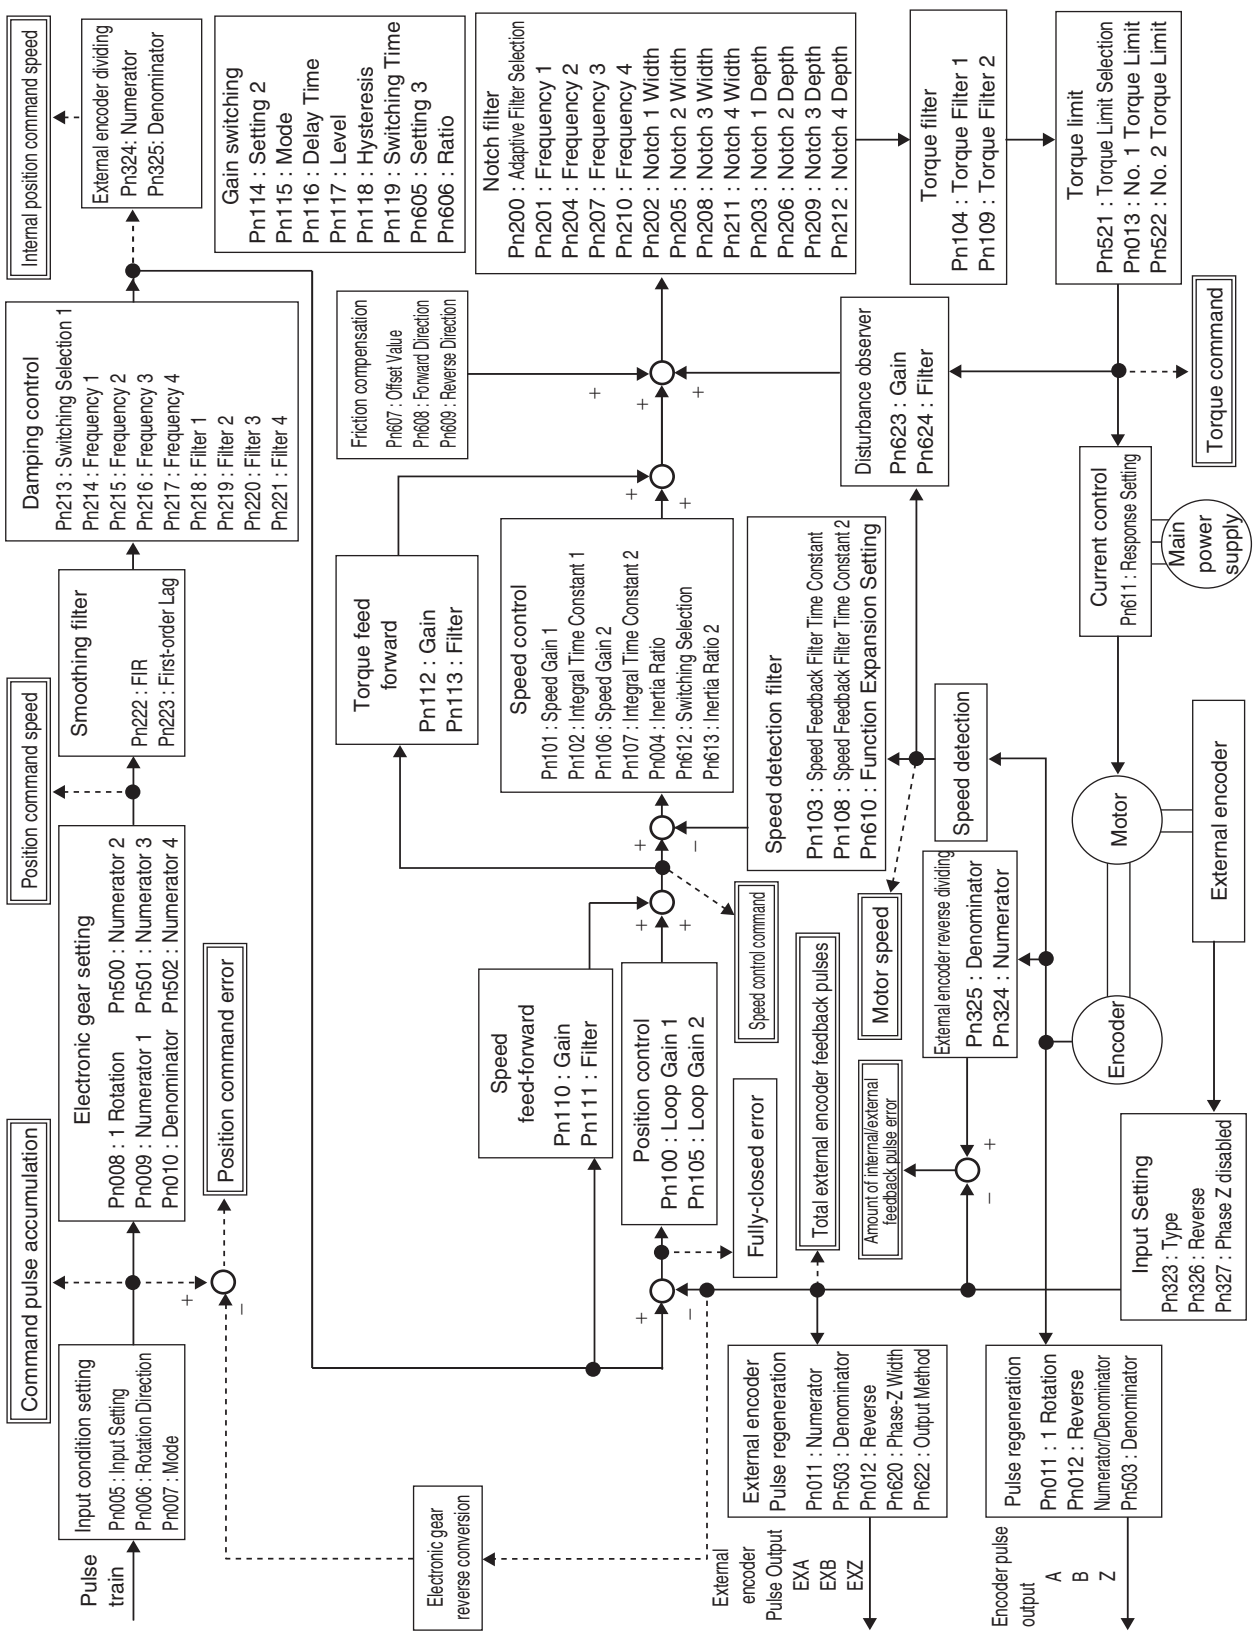 Pulse
train
Input condition setting
Pn005 : Input Setting
Pn006 : Rotation Direction
Pn007 : Mode
Command pulse accumulation
Electronic gear setting
Pn008 : 1 Rotation Pn500 : Numerator 2
Pn009 : Numerator 1 Pn501 : Numerator 3
Pn010 : Denominator Pn502 : Numerator 4
Position command error
+
−
Position command speed
Smoothing filter
Pn222 : FIR
Pn223 : First-order Lag
Damping control
Pn213 : Switching Selection 1
Pn214 : Frequency 1
Pn215 : Frequency 2
Pn216 : Frequency 3
Pn217 : Frequency 4
Pn218 : Filter 1
Pn219 : Filter 2
Pn220 : Filter 3
Pn221 : Filter 4
Internal position command speed
External encoder dividing
Pn324: Numerator
Pn325: Denominator
Gain switching
Pn114 : Setting 2
Pn115 : Mode
Pn116 : Delay Time
Pn117 : Level
Pn118 : Hysteresis
Pn119 : Switching Time
Pn605 : Setting 3
Pn606 : Ratio
Electronic gear
reverse conversion
+
−
Speed
feed-forward
Pn110 : Gain
Pn111 : Filter
Position control
Pn100 : Loop Gain 1
Pn105 : Loop Gain 2
Fully-closed error
+
+
Speed control command
+
−
Torque feed
forward
Pn112 : Gain
Pn113 : Filter
Speed control
Pn101 : Speed Gain 1
Pn102 : Integral Time Constant 1
Pn106 : Speed Gain 2
Pn107 : Integral Time Constant 2
Pn004 : Inertia Ratio
Pn612 : Switching Selection
Pn613 : Inertia Ratio 2
+
+
Friction compensation
Pn607 : Offset Value
Pn608 : Forward Direction
Pn609 : Reverse Direction
+
+
+
Notch filter
Pn200 : Adaptive Filter Selection
Pn201 : Frequency 1
Pn204 : Frequency 2
Pn207 : Frequency 3
Pn210 : Frequency 4
Pn202 : Notch 1 Width
Pn205 : Notch 2 Width
Pn208 : Notch 3 Width
Pn211 : Notch 4 Width
Pn203 : Notch 1 Depth
Pn206 : Notch 2 Depth
Pn209 : Notch 3 Depth
Pn212 : Notch 4 Depth
External
encoder
Pulse Output
EXA
EXB
EXZ
External encoder
Pulse regeneration
Pn011 : Numerator
Pn503 : Denominator
Pn012 : Reverse
Pn620 : Phase-Z Width
Pn622 : Output Method
Total external encoder feedback pulses
Amount of internal/external
feedback pulse error
−
+
Motor speed
External encoder reverse dividing
Pn325 : Denominator
Pn324 : Numerator
Speed detection filter
Pn103 : Speed Feedback Filter Time Constant
Pn108 : Speed Feedback Filter Time Constant 2
Pn610 : Function Expansion Setting
Speed detection
Disturbance observer
Pn623 : Gain
Pn624 : Filter
Torque filter
Pn104 : Torque Filter 1
Pn109 : Torque Filter 2
Torque limit
Pn521 : Torque Limit Selection
Pn013 : No. 1 Torque Limit
Pn522 : No. 2 Torque Limit
Torque command
Current control
Pn611 : Response Setting
Main
power
supply
Encoder pulse
output
A
B
Z
Pulse regeneration
Pn011 : 1 Rotation
Pn012 : Reverse
Numerator/Denominator
Pn503 : Denominator
Input Setting
Pn323 : Type
Pn326 : Reverse
Pn327 : Phase Z disabled
Encoder
Motor
External encoder